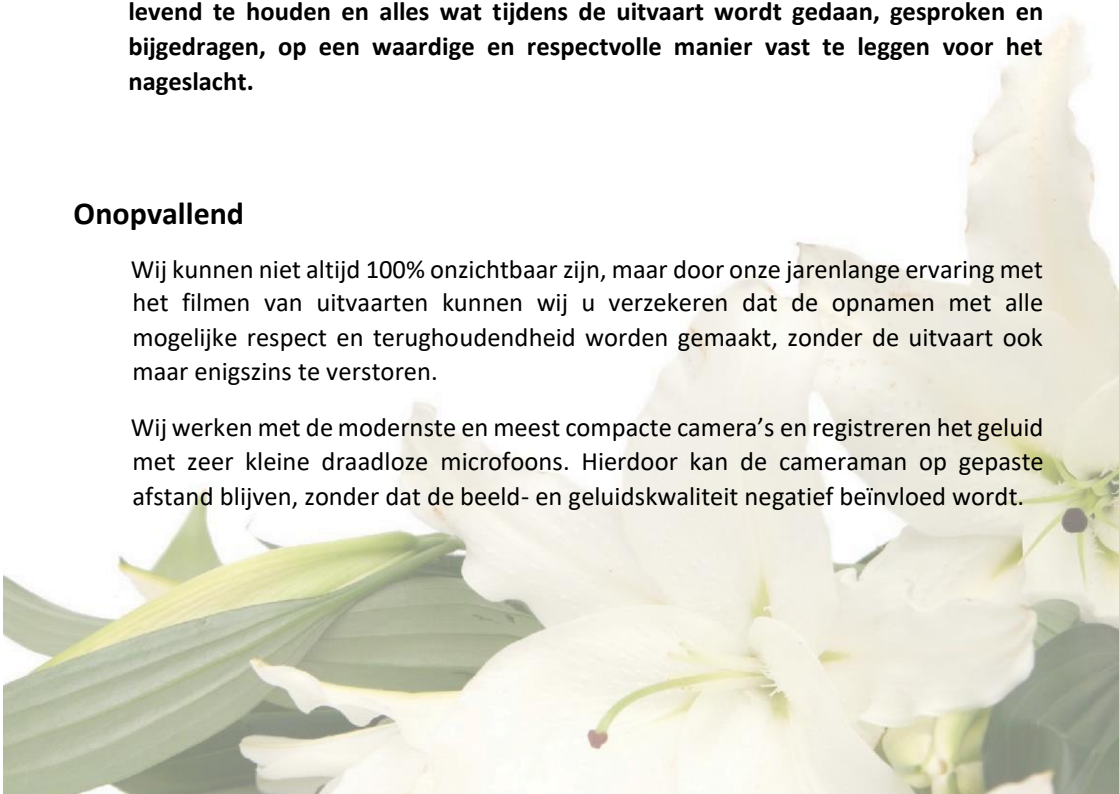 levend te houden en alles wat tijdens de uitvaart wordt gedaan, gesproken en
bijgedragen, op een waardige en respectvolle manier vast te leggen voor het
nageslacht.
Onopvallend
Wij kunnen niet altijd 100% onzichtbaar zijn, maar door onze jarenlange ervaring met
het filmen van uitvaarten kunnen wij u verzekeren dat de opnamen met alle
mogelijke respect en terughoudendheid worden gemaakt, zonder de uitvaart ook
maar enigszins te verstoren.
Wij werken met de modernste en meest compacte camera’s en registreren het geluid
met zeer kleine draadloze microfoons. Hierdoor kan de cameraman op gepaste
afstand blijven, zonder dat de beeld- en geluidskwaliteit negatief beïnvloed wordt.